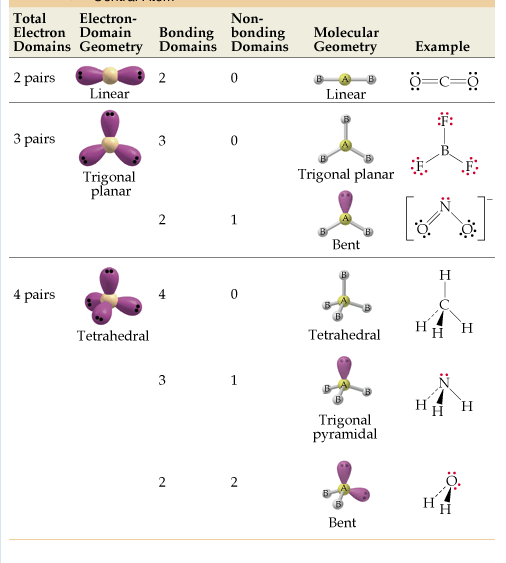 Central Atom
Total Electron Domains
Electron-Domain Geometry
Bonding Domains
Non-bonding Domains
Molecular Geometry
Example
2 pairs
Linear
2
0
B A B
Linear
Ö=C=Ö
3 pairs
Trigonal planar
3
0
B
A
B B
Trigonal planar
F
B
F F
2
1
A
B B
Bent
[ N
O O ]−
4 pairs
Tetrahedral
4
0
B
A
B B B
Tetrahedral
H
C
H H H
3
1
A
B B B
Trigonal pyramidal
N
H H H
2
2
A
B B
Bent
O
H H